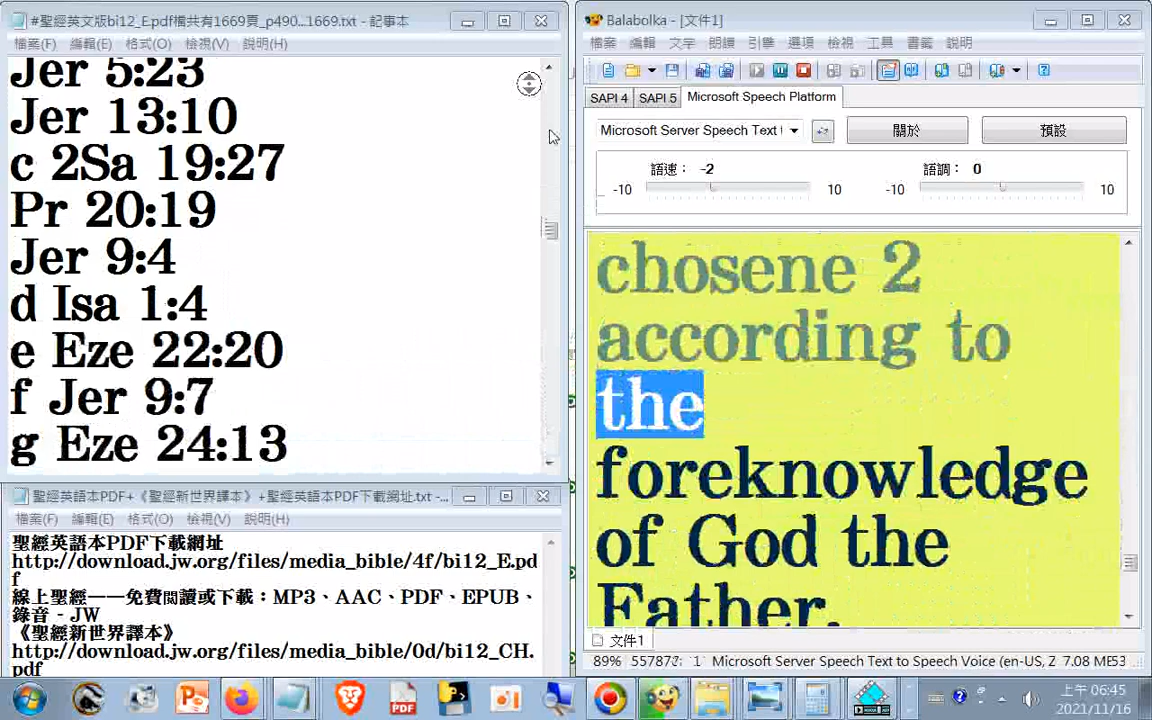 #聖經英文版bi12_E.pdf檔共有1669頁_p490...1669.txt - 記事本
檔案(F) 編輯(E) 格式(O) 檢視(V) 說明(H)
Jer 5:23
Jer 13:10
c 2Sa 19:27
Pr 20:19
Jer 9:4
d Isa 1:4
e Eze 22:20
f Jer 9:7
g Eze 24:13
聖經英語本PDF+《聖經新世界譯本》+聖經英語本PDF下載網址.txt -...
檔案(F) 編輯(E) 格式(O) 檢視(V) 說明(H)
聖經英語本PDF下載網址
http://download.jw.org/files/media_bible/4f/bi12_E.pd
f
線上聖經——免費閱讀或下載：MP3、AAC、PDF、EPUB、
錄音 - JW
《聖經新世界譯本》
http://download.jw.org/files/media_bible/0d/bi12_CH.
pdf
Balabolka - [文件1]
檔案 編輯 文字 朗讀 引擎 選項 檢視 工具 書籤 說明
SAPI 4 SAPI 5 Microsoft Speech Platform
Microsoft Server Speech Text 關於 預設
語速： -2 語調： 0
-10 10 -10 10
chosene 2
according to
the
foreknowledge
of God the
Father,
文件1
89% 557877: 1 Microsoft Server Speech Text to Speech Voice (en-US, Z 7.08 ME53
上午 06:45
2021/11/16